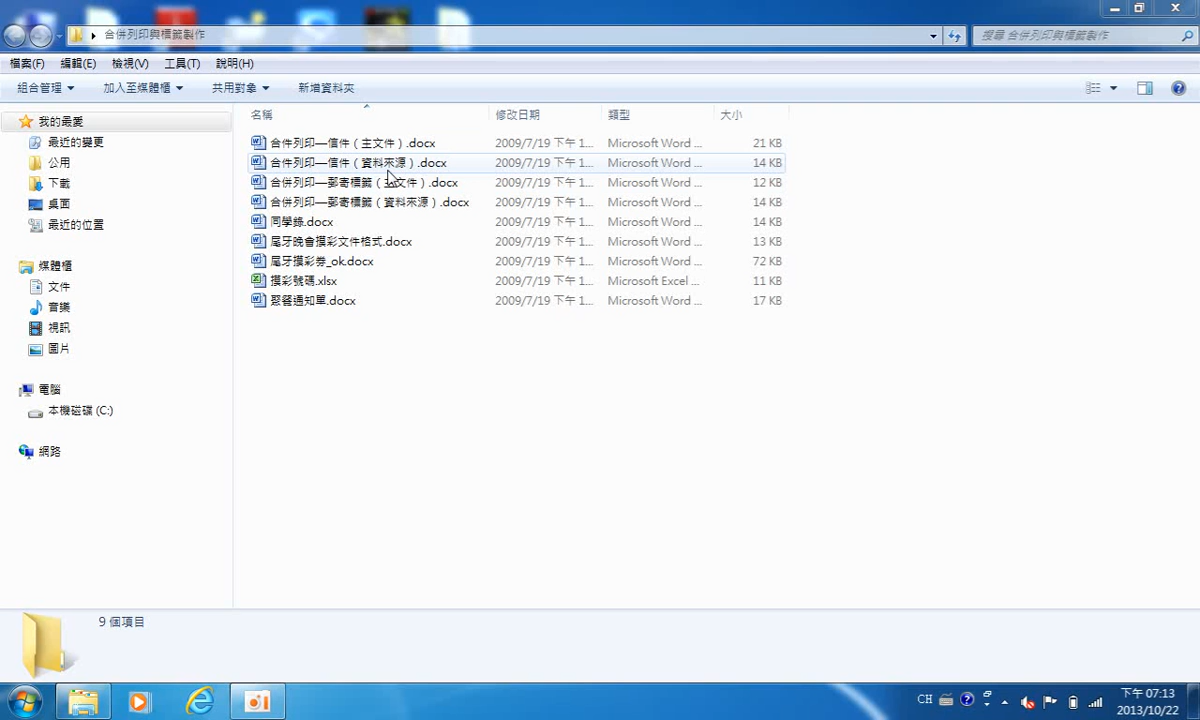 合併列印與標籤製作
搜尋 合併列印與標籤製作
檔案(F) 編輯(E) 檢視(V) 工具(T) 說明(H)
組合管理 加入至媒體櫃 共用對象 新增資料夾
我的最愛
最近的變更
公用
下載
桌面
最近的位置
媒體櫃
文件
音樂
視訊
圖片
電腦
本機磁碟 (C:)
網路
名稱 修改日期 類型 大小
合件列印—信件(主文件).docx 2009/7/19 下午 1... Microsoft Word ... 21 KB
合併列印—信件(資料來源).docx 2009/7/19 下午 1... Microsoft Word ... 14 KB
合併列印—郵寄標籤(主文件).docx 2009/7/19 下午 1... Microsoft Word ... 12 KB
合併列印—郵寄標籤(資料來源).docx 2009/7/19 下午 1... Microsoft Word ... 14 KB
同學錄.docx 2009/7/19 下午 1... Microsoft Word ... 14 KB
尾牙晚會摸彩文件格式.docx 2009/7/19 下午 1... Microsoft Word ... 13 KB
尾牙摸彩券_ok.docx 2009/7/19 下午 1... Microsoft Word ... 72 KB
摸彩號碼.xlsx 2009/7/19 下午 1... Microsoft Excel ... 11 KB
聚餐通知單.docx 2009/7/19 下午 1... Microsoft Word ... 17 KB
9 個項目
CH
下午 07:13
2013/10/22